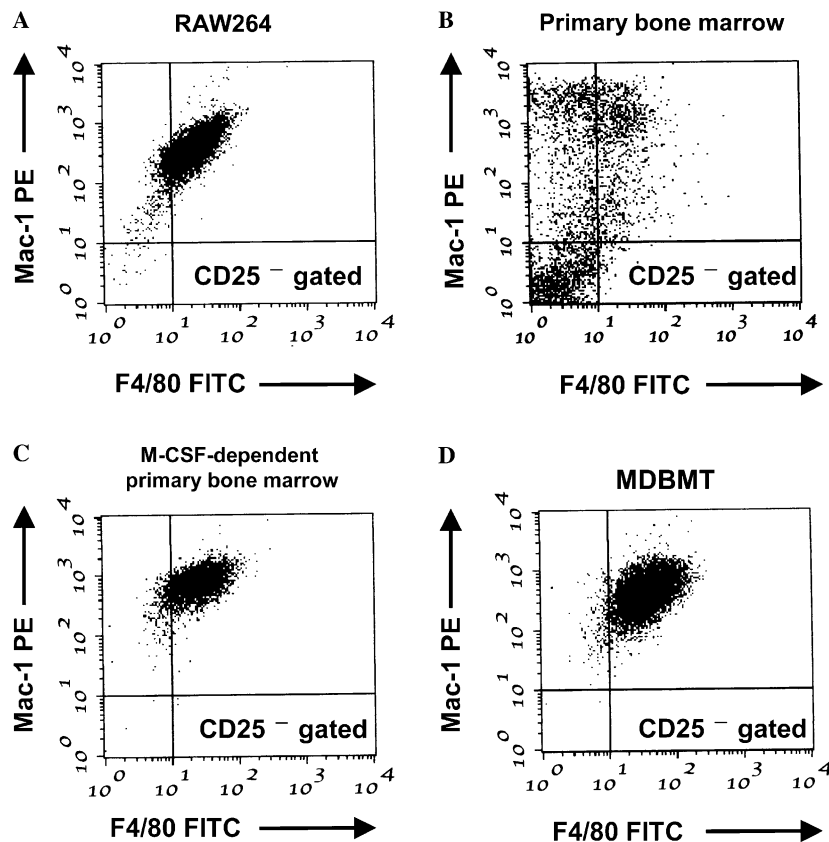 A
RAW264
Mac-1 PE
10^4
10^3
10^2
10^1
10^0
CD25 − gated
10^0 10^1 10^2 10^3 10^4
F4/80 FITC
B
Primary bone marrow
Mac-1 PE
10^4
10^3
10^2
10^1
10^0
CD25 − gated
10^0 10^1 10^2 10^3 10^4
F4/80 FITC
C
M-CSF-dependent
primary bone marrow
Mac-1 PE
10^4
10^3
10^2
10^1
10^0
CD25 − gated
10^0 10^1 10^2 10^3 10^4
F4/80 FITC
D
MDBMT
Mac-1 PE
10^4
10^3
10^2
10^1
10^0
CD25 − gated
10^0 10^1 10^2 10^3 10^4
F4/80 FITC